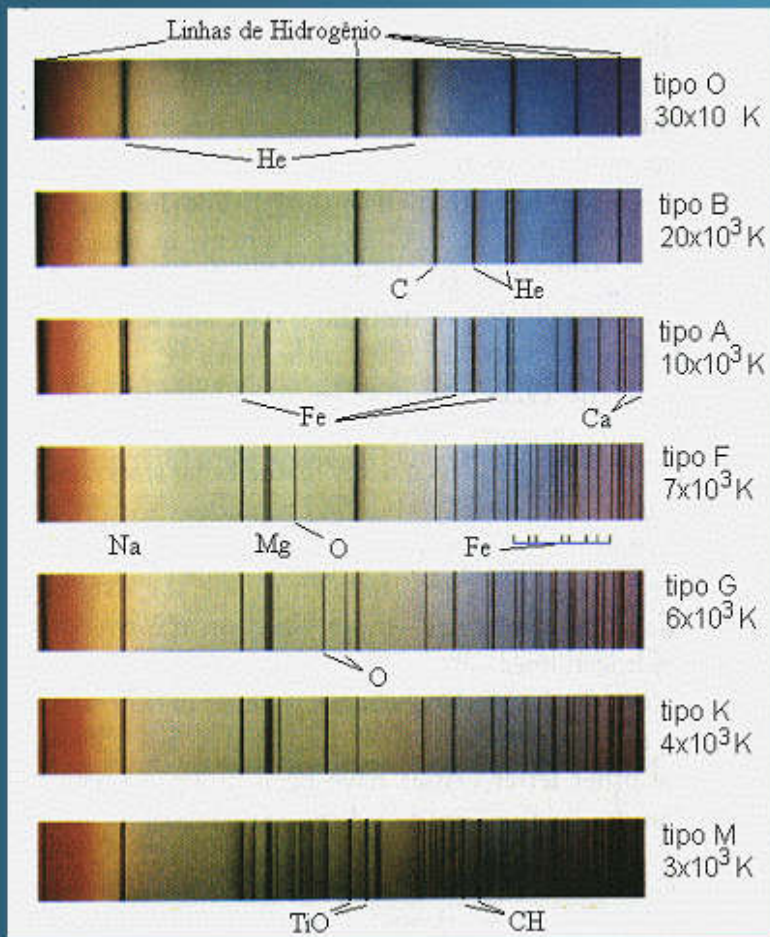 Linhas de Hidrogênio
tipo O
30x10 K
He
tipo B
20x10³ K
C He
tipo A
10x10³ K
Fe Ca
tipo F
7x10³ K
Na Mg O Fe
tipo G
6x10³ K
O
tipo K
4x10³ K
tipo M
3x10³ K
TiO CH